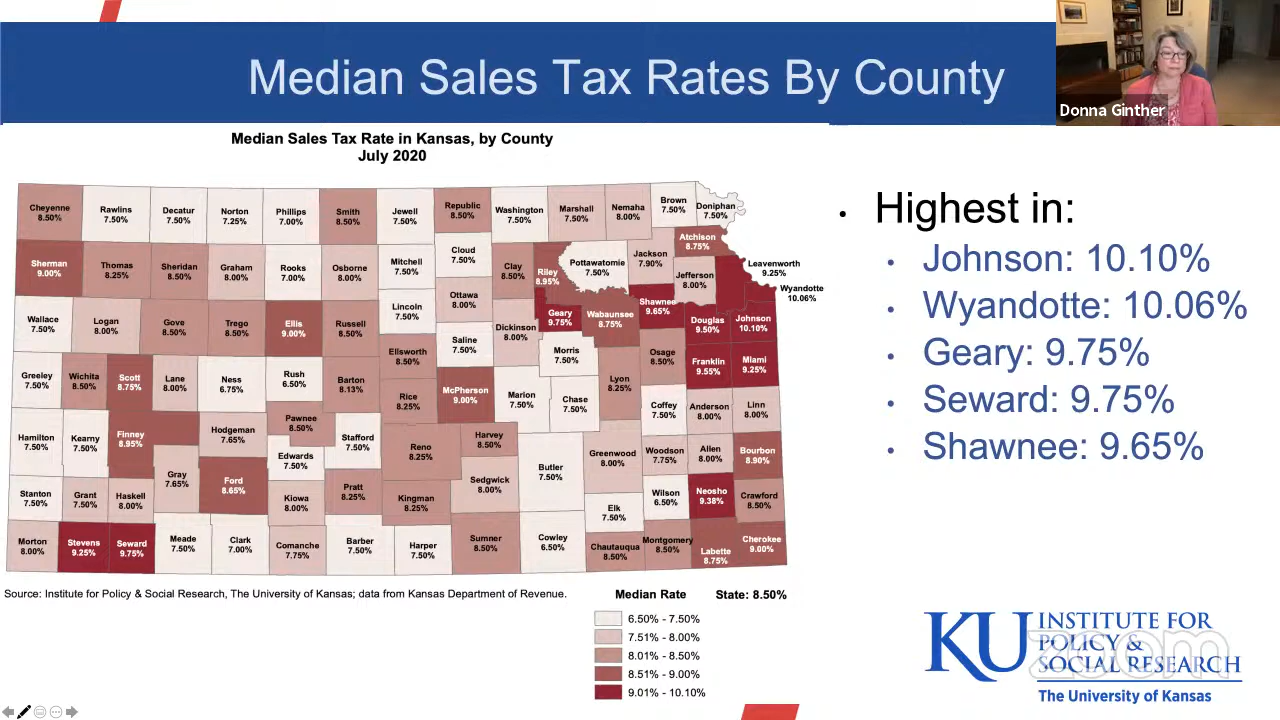 Median Sales Tax Rates By County
Donna Ginther
Median Sales Tax Rate in Kansas, by County
July 2020
Cheyenne
8.50%
Rawlins
7.50%
Decatur
7.50%
Norton
7.25%
Phillips
7.00%
Smith
8.50%
Jewell
7.50%
Republic
8.50%
Washington
7.50%
Marshall
7.50%
Nemaha
8.00%
Brown
7.50%
Doniphan
7.50%
Atchison
8.75%
Sherman
9.00%
Thomas
8.25%
Sheridan
8.50%
Graham
8.00%
Rooks
7.50%
Osborne
8.00%
Mitchell
7.50%
Cloud
7.50%
Clay
8.50%
Riley
8.95%
Pottawatomie
7.50%
Jackson
7.90%
Jefferson
8.00%
Leavenworth
9.25%
Wyandotte
10.06%
Wallace
7.50%
Logan
8.00%
Gove
8.50%
Trego
8.50%
Ellis
9.00%
Russell
8.50%
Lincoln
7.50%
Ottawa
8.00%
Saline
7.50%
Dickinson
8.00%
Geary
9.75%
Wabaunsee
8.75%
Shawnee
9.65%
Douglas
9.50%
Johnson
10.10%
Greeley
7.50%
Wichita
8.50%
Scott
8.75%
Lane
8.00%
Ness
6.75%
Rush
6.50%
Barton
8.13%
Ellsworth
8.50%
Rice
8.25%
McPherson
9.00%
Marion
7.50%
Morris
7.50%
Chase
7.50%
Lyon
8.25%
Osage
8.50%
Franklin
9.55%
Miami
9.25%
Coffey
7.50%
Anderson
8.00%
Linn
8.00%
Hamilton
7.50%
Kearny
7.50%
Finney
8.95%
Hodgeman
7.65%
Pawnee
8.50%
Edwards
7.50%
Stafford
7.50%
Reno
8.25%
Harvey
8.50%
Sedgwick
8.00%
Butler
7.50%
Greenwood
8.00%
Woodson
7.75%
Allen
8.00%
Bourbon
8.90%
Stanton
7.50%
Grant
7.50%
Haskell
8.00%
Gray
7.65%
Ford
8.65%
Kiowa
8.00%
Pratt
8.25%
Kingman
8.25%
Elk
7.50%
Wilson
6.50%
Neosho
9.38%
Crawford
8.50%
Morton
8.00%
Stevens
9.25%
Seward
9.75%
Meade
7.50%
Clark
7.00%
Comanche
7.75%
Barber
7.50%
Harper
7.50%
Sumner
8.50%
Cowley
6.50%
Chautauqua
8.50%
Montgomery
8.50%
Labette
8.75%
Cherokee
9.00%
Source: Institute for Policy & Social Research, The University of Kansas; data from Kansas Department of Revenue.
Median Rate State: 8.50%
6.50% - 7.50%
7.51% - 8.00%
8.01% - 8.50%
8.51% - 9.00%
9.01% - 10.10%
• Highest in:
• Johnson: 10.10%
• Wyandotte: 10.06%
• Geary: 9.75%
• Seward: 9.75%
• Shawnee: 9.65%
KU INSTITUTE FOR
POLICY &
SOCIAL RESEARCH
The University of Kansas
zoom